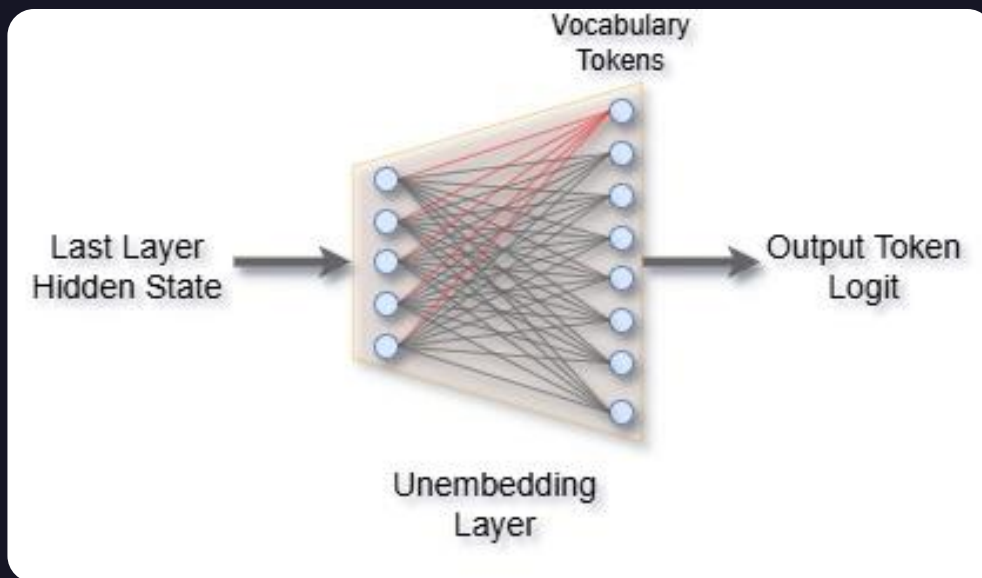 Vocabulary
Tokens
Last Layer
Hidden State
Output Token
Logit
Unembedding
Layer